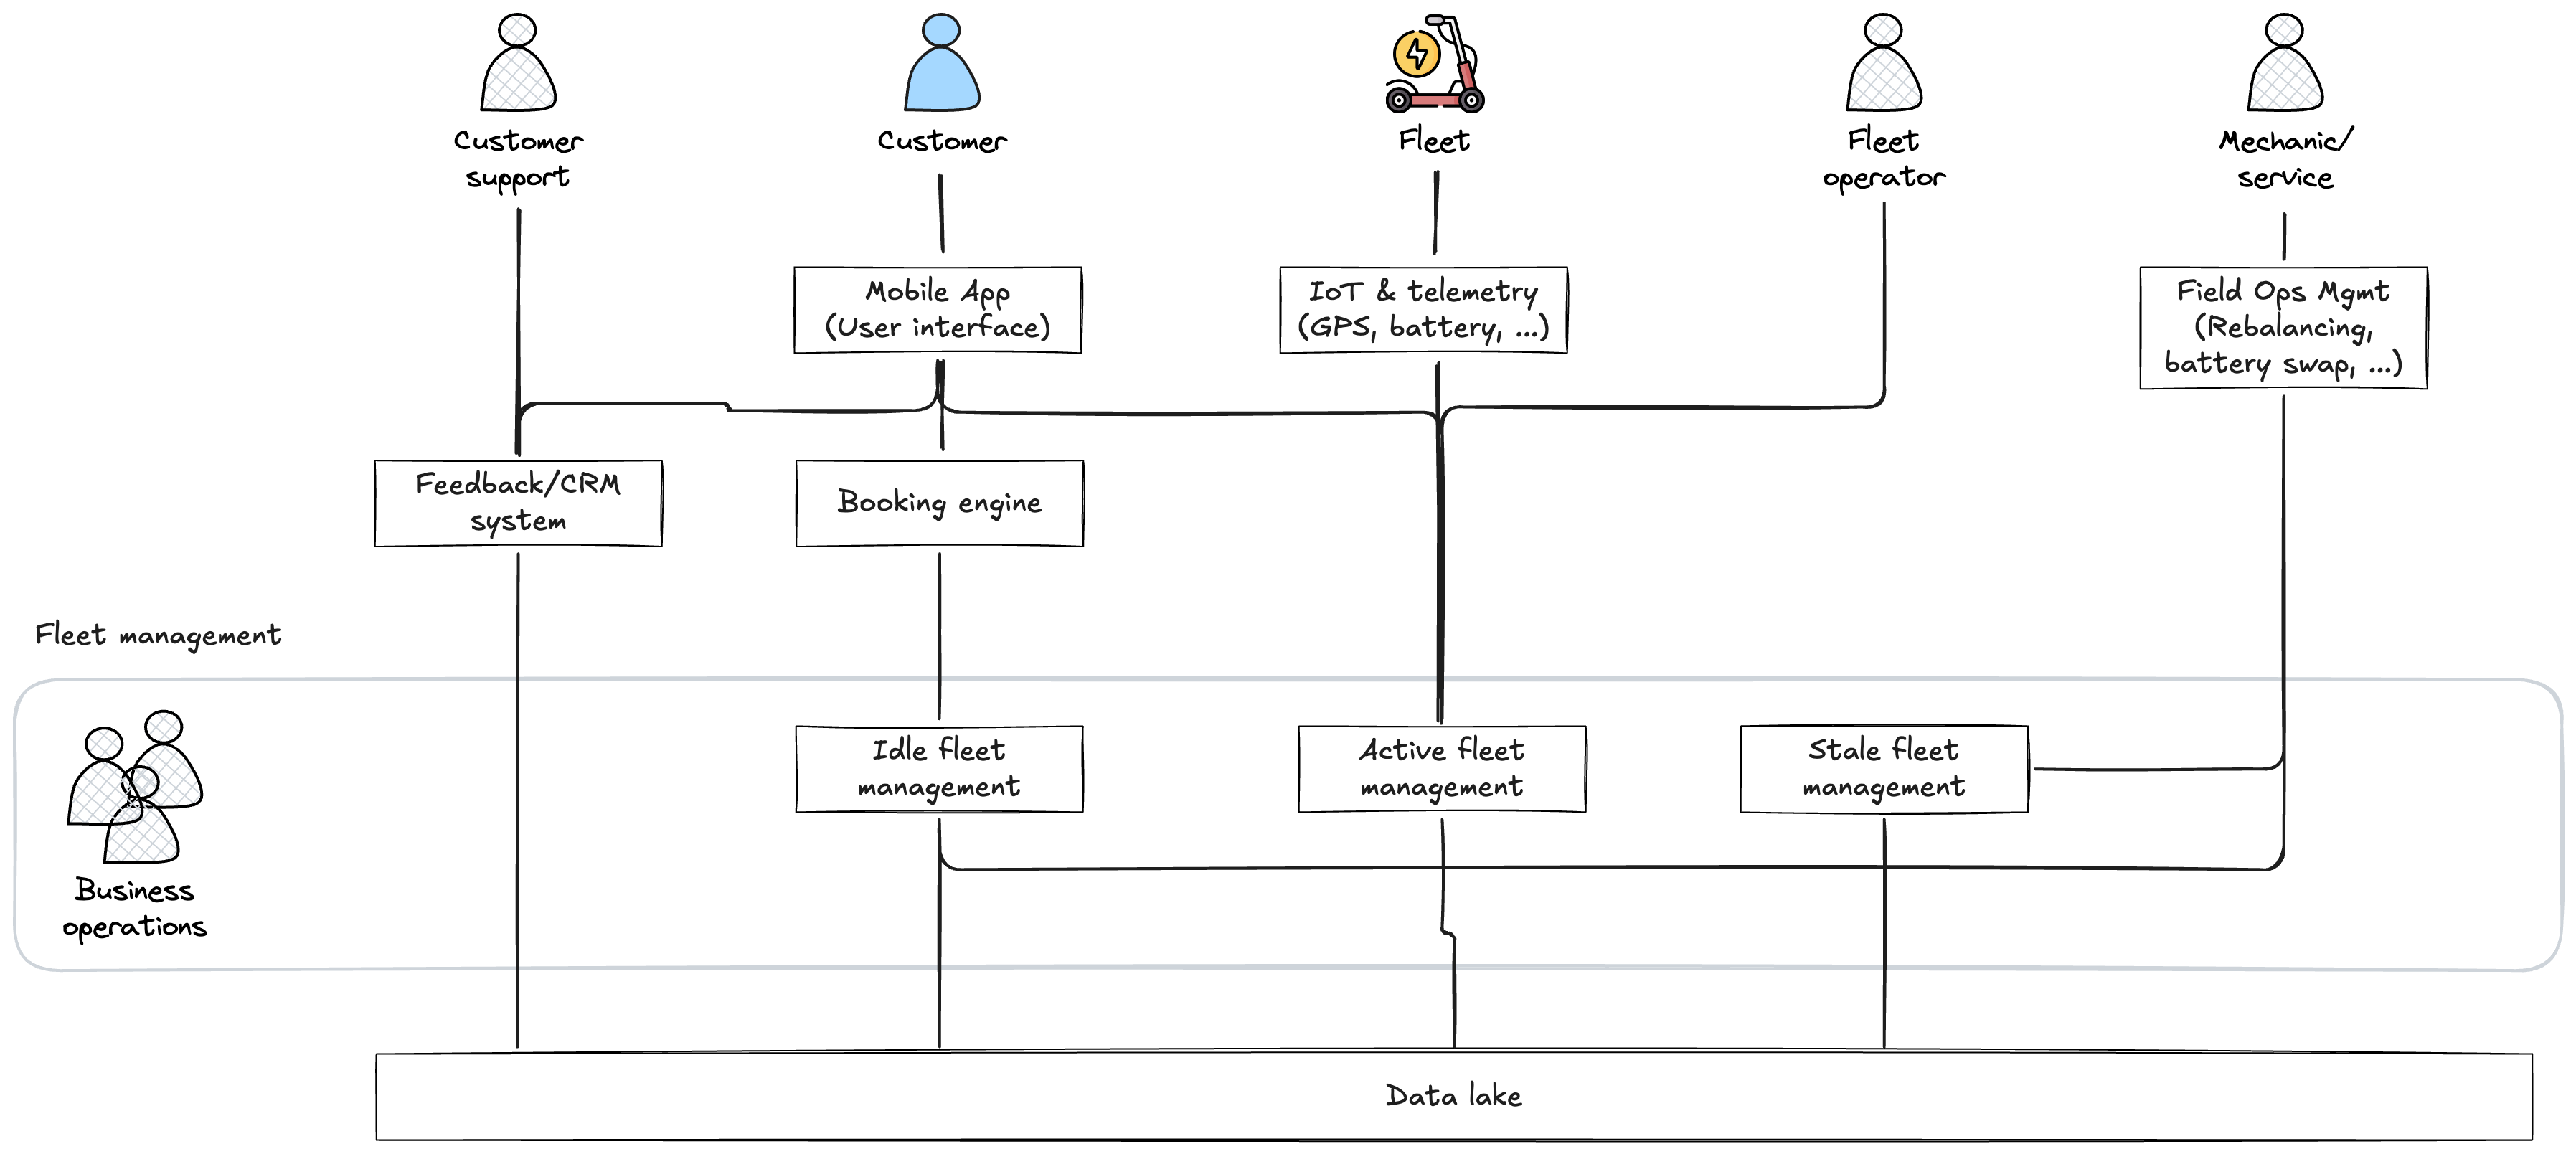 Customer
support
Customer
Fleet
Fleet
operator
Mechanic/
service
Mobile App
(User interface)
IoT & telemetry
(GPS, battery, ...)
Field Ops Mgmt
(Rebalancing,
battery swap, ...)
Feedback/CRM
system
Booking engine
Fleet management
Idle fleet
management
Active fleet
management
Stale fleet
management
Business
operations
Data lake